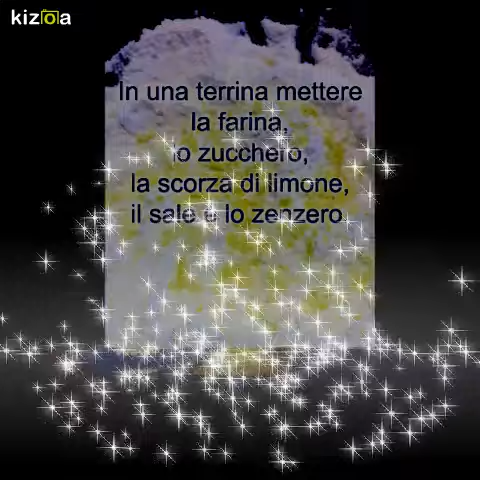 kizoa
In una terrina mettere
la farina,
lo zucchero,
la scorza di limone,
il sale e lo zenzero.